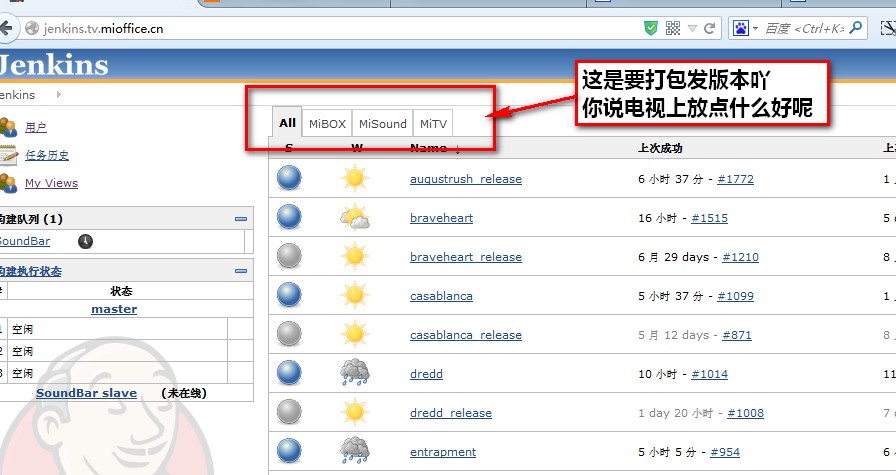 jenkins.tv.mioffice.cn
百度 <Ctrl+K>
Jenkins
enkins
这是要打包发版本吖
你说电视上放点什么好呢
用户
任务历史
My Views
构建队列 (1)
SoundBar
构建执行状态
# 状态
master
1 空闲
2 空闲
3 空闲
SoundBar slave (未在线)
All MiBOX MiSound MiTV
S W Name ↓ 上次成功 上
augustrush_release 6 小时 37 分 - #1772 1
braveheart 16 小时 - #1515 5
braveheart_release 6 月 29 days - #1210 8
casablanca 5 小时 37 分 - #1099 1
casablanca_release 5 月 12 days - #871 8
dredd 10 小时 - #1014 11
dredd_release 1 day 20 小时 - #1008 7
entrapment 5 小时 5 分 - #954 6